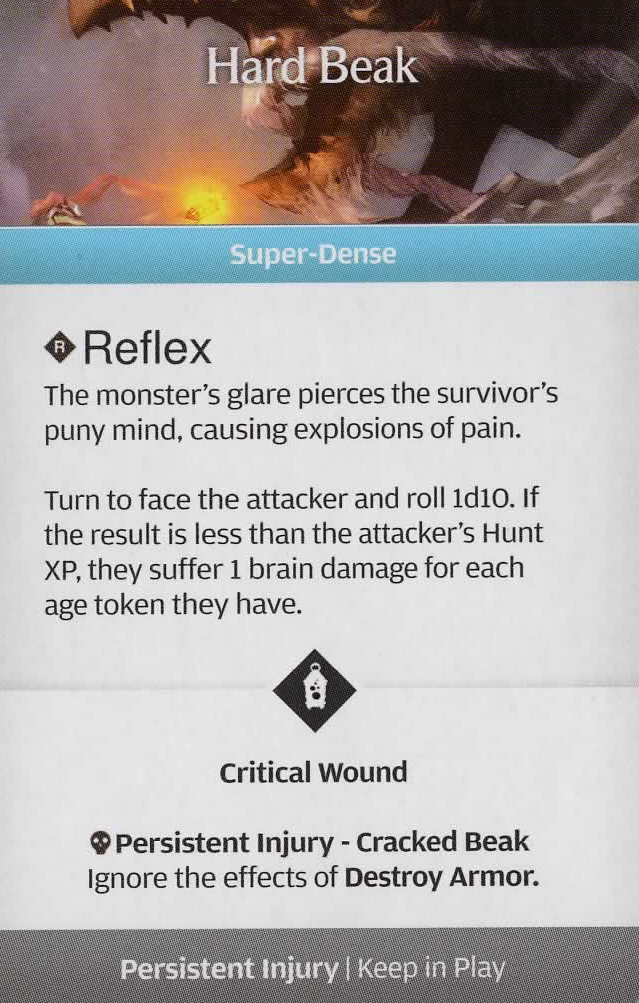 Hard Beak
Super-Dense
R Reflex
The monster's glare pierces the survivor's
puny mind, causing explosions of pain.
Turn to face the attacker and roll 1d10. If
the result is less than the attacker's Hunt
XP, they suffer 1 brain damage for each
age token they have.
Critical Wound
Persistent Injury - Cracked Beak
Ignore the effects of Destroy Armor.
Persistent Injury | Keep in Play